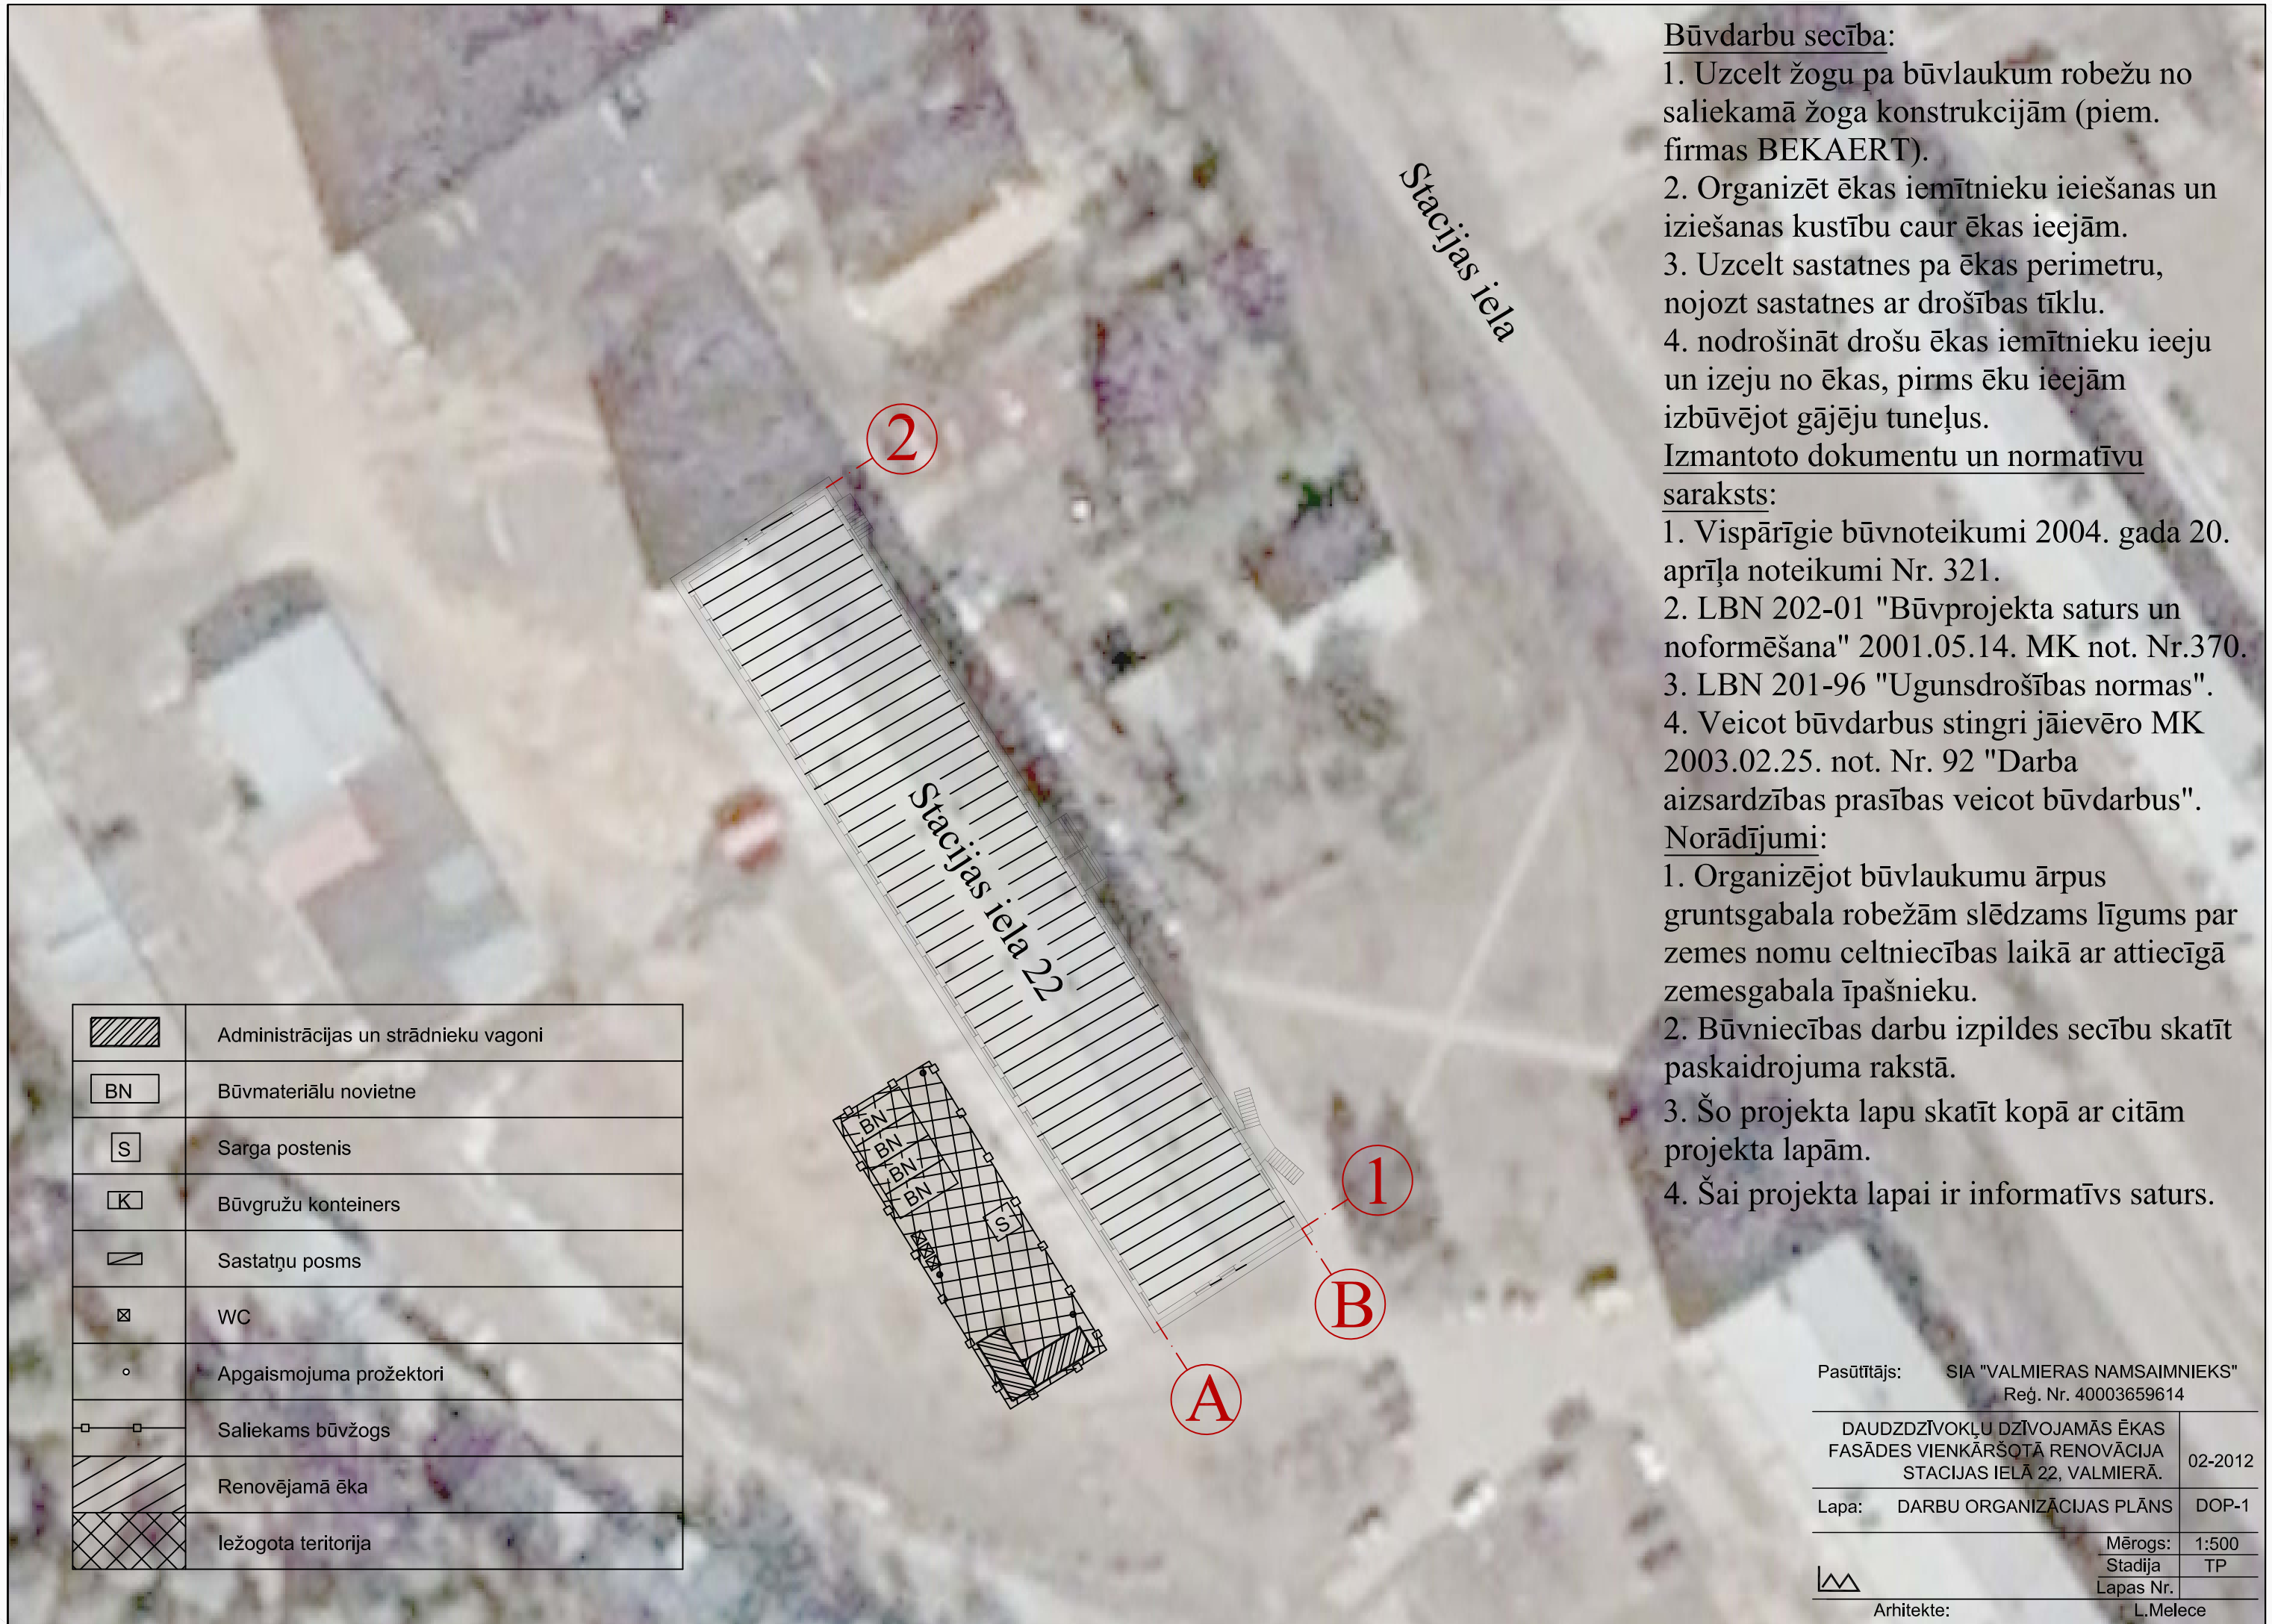 Būvdarbu secība:
1. Uzcelt žogu pa būvlaukum robežu no
saliekamā žoga konstrukcijām (piem.
firmas BEKAERT).
2. Organizēt ēkas iemītnieku ieiešanas un
iziešanas kustību caur ēkas ieejām.
3. Uzcelt sastatnes pa ēkas perimetru,
nojozt sastatnes ar drošības tīklu.
4. nodrošināt drošu ēkas iemītnieku ieeju
un izeju no ēkas, pirms ēku ieejām
izbūvējot gājēju tuneļus.
Izmantoto dokumentu un normatīvu
saraksts:
1. Vispārīgie būvnoteikumi 2004. gada 20.
aprīļa noteikumi Nr. 321.
2. LBN 202-01 "Būvprojekta saturs un
noformēšana" 2001.05.14. MK not. Nr.370.
3. LBN 201-96 "Ugunsdrošības normas".
4. Veicot būvdarbus stingri jāievēro MK
2003.02.25. not. Nr. 92 "Darba
aizsardzības prasības veicot būvdarbus".
Norādījumi:
1. Organizējot būvlaukumu ārpus
gruntsgabala robežām slēdzams līgums par
zemes nomu celtniecības laikā ar attiecīgā
zemesgabala īpašnieku.
2. Būvniecības darbu izpildes secību skatīt
paskaidrojuma rakstā.
3. Šo projekta lapu skatīt kopā ar citām
projekta lapām.
4. Šai projekta lapai ir informatīvs saturs.
Stacijas iela
2
Stacijas iela 22
1
B
A
BN
BN
BN
BN
S
Administrācijas un strādnieku vagoni
BN Būvmateriālu novietne
S Sarga postenis
K Būvgružu konteiners
Sastatņu posms
WC
Apgaismojuma prožektori
Saliekams būvžogs
Renovējamā ēka
Iežogota teritorija
Pasūtītājs: SIA "VALMIERAS NAMSAIMNIEKS"
Reģ. Nr. 40003659614
DAUDZDZĪVOKĻU DZĪVOJAMĀS ĒKAS
FASĀDES VIENKĀRŠOTĀ RENOVĀCIJA
STACIJAS IELĀ 22, VALMIERĀ.
02-2012
Lapa: DARBU ORGANIZĀCIJAS PLĀNS DOP-1
Mērogs: 1:500
Stadija TP
Lapas Nr.
Arhitekte: L.Melece